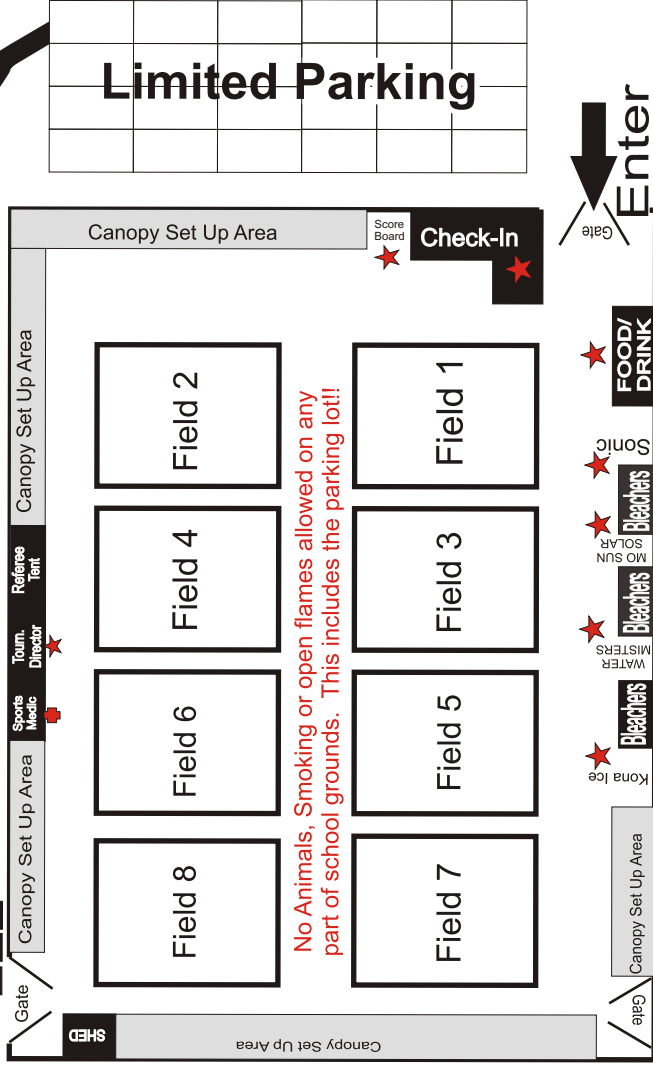 Limited Parking
Enter
Gate
Canopy Set Up Area
Score
Board
Check-In
FOOD/
DRINK
Canopy Set Up Area
Field 2
Field 1
Sonic
Bleachers
MO SUN
SOLAR
Referee
Tent
Field 4
Field 3
No Animals, Smoking or open flames allowed on any
part of school grounds. This includes the parking lot!!
Bleachers
WATER
MISTERS
Tourn.
Director
Sports
Medic
Field 6
Field 5
Bleachers
Kona Ice
Canopy Set Up Area
Field 8
Field 7
Canopy Set Up Area
Gate
Gate
SHED
Canopy Set Up Area